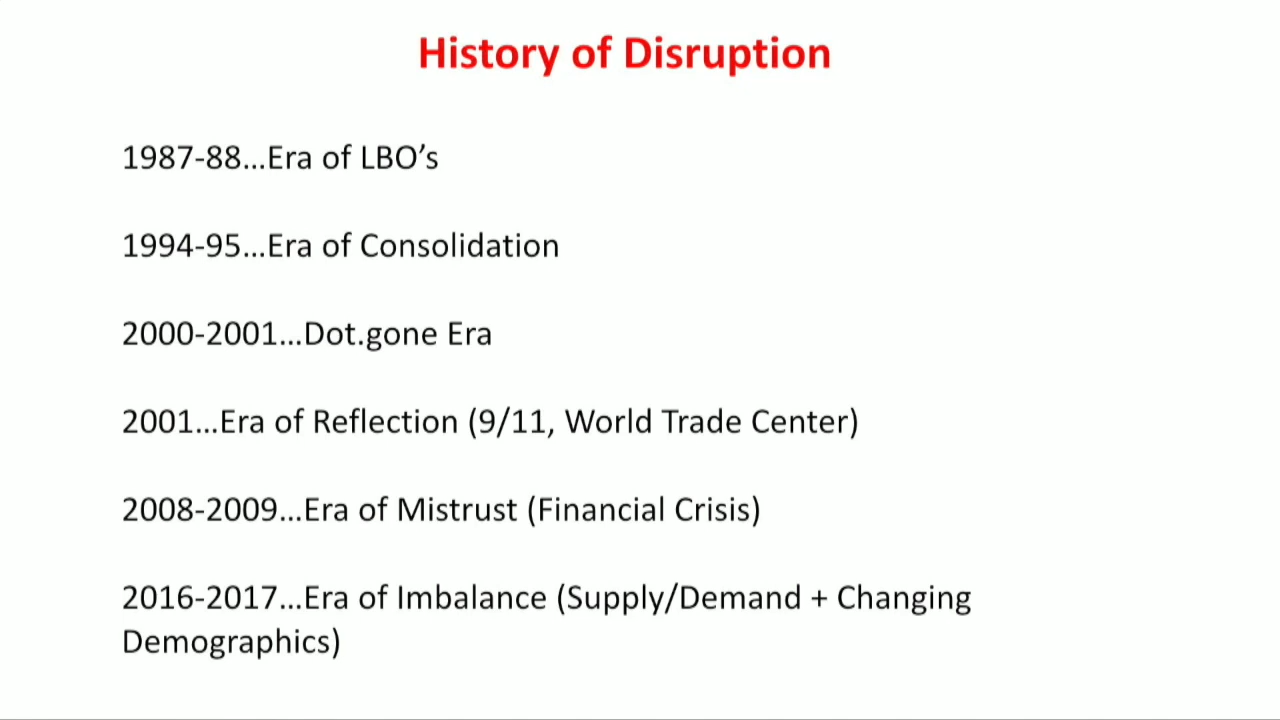 History of Disruption
1987-88...Era of LBO’s
1994-95...Era of Consolidation
2000-2001...Dot.gone Era
2001...Era of Reflection (9/11, World Trade Center)
2008-2009...Era of Mistrust (Financial Crisis)
2016-2017...Era of Imbalance (Supply/Demand + Changing
Demographics)